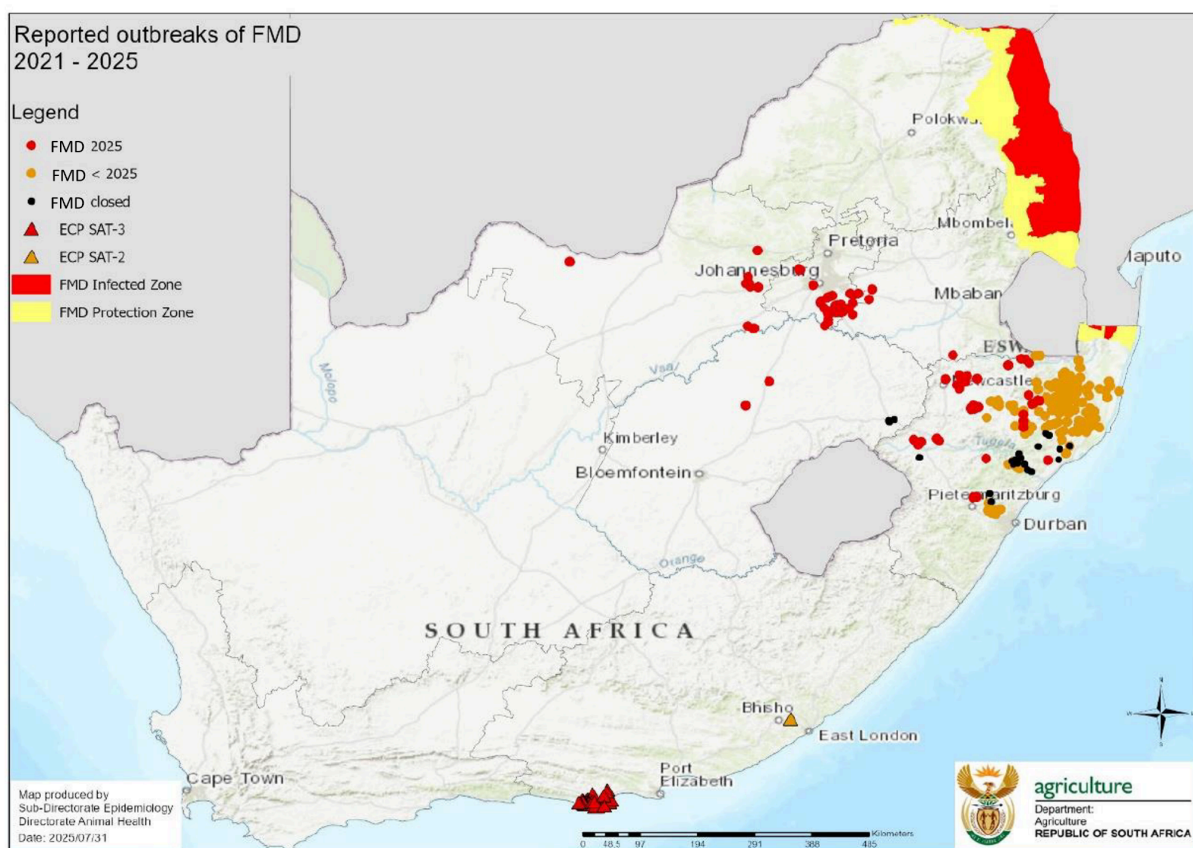 Reported outbreaks of FMD
2021 - 2025
Legend
FMD 2025
FMD < 2025
FMD closed
ECP SAT-3
ECP SAT-2
FMD Infected Zone
FMD Protection Zone
Polokw
Mbombela
Pretoria
Johannesburg
Maputo
Mbaban
ESW
Molopo
Vaal
Newcastle
Kimberley
Bloemfontein
Tugela
Pietermaritzburg
Durban
Orange
SOUTH AFRICA
Bhisho
East London
Port
Elizabeth
Cape Town
Map produced by
Sub-Directorate Epidemiology
Directorate Animal Health
Date: 2025/07/31
Kilometers
0 48.5 97 194 291 388 485
agriculture
Department:
Agriculture
REPUBLIC OF SOUTH AFRICA